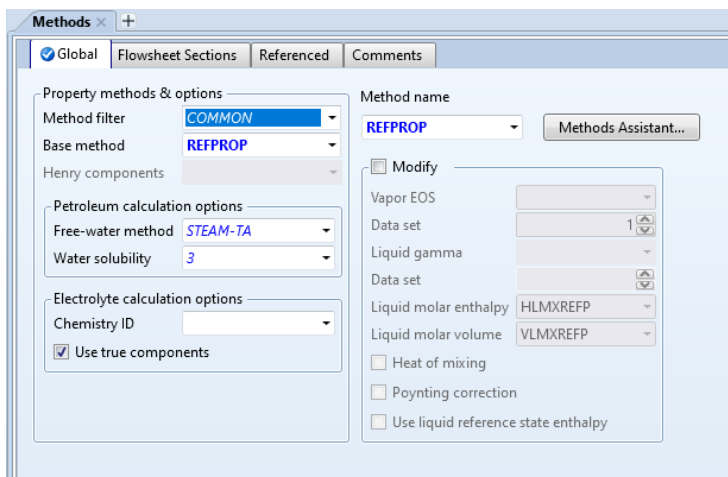 Methods
Global
Flowsheet Sections
Referenced
Comments
Property methods & options
Method filter COMMON
Base method REFPROP
Henry components
Petroleum calculation options
Free-water method STEAM-TA
Water solubility 3
Electrolyte calculation options
Chemistry ID
Use true components
Method name
REFPROP
Methods Assistant...
Modify
Vapor EOS
Data set 1
Liquid gamma
Data set
Liquid molar enthalpy HLMXREFP
Liquid molar volume VLMXREFP
Heat of mixing
Poynting correction
Use liquid reference state enthalpy